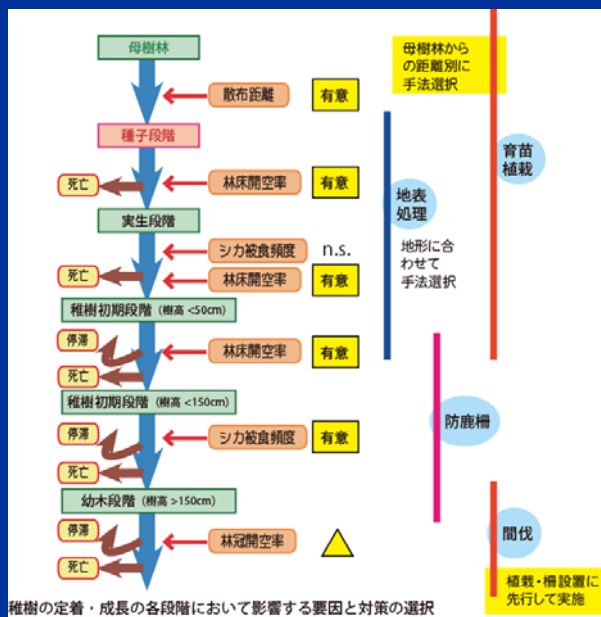 母樹林
散布距離
有意
種子段階
死亡
林床開空率
有意
実生段階
シカ被食頻度
n.s.
死亡
林床開空率
有意
稚樹初期段階（樹高 <50cm）
停滞
林床開空率
有意
死亡
稚樹初期段階（樹高 <150cm）
停滞
シカ被食頻度
有意
死亡
幼木段階（樹高 >150cm）
停滞
林冠開空率
死亡
母樹林から
の距離別に
手法選択
育苗
植栽
地表
処理
地形に合
わせて
手法選択
防鹿柵
間伐
植栽・柵設置に
先行して実施
稚樹の定着・成長の各段階において影響する要因と対策の選択